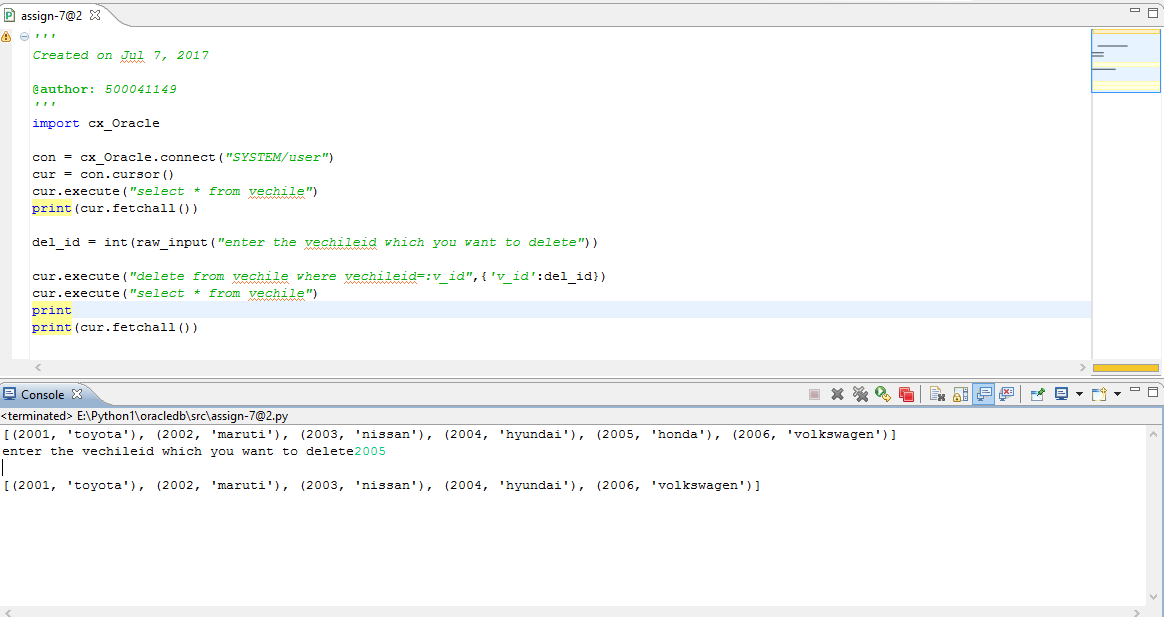 assign-7@2
'''
Created on Jul 7, 2017
@author: 500041149
'''
import cx_Oracle
con = cx_Oracle.connect("SYSTEM/user")
cur = con.cursor()
cur.execute("select * from vechile")
print(cur.fetchall())
del_id = int(raw_input("enter the vechileid which you want to delete"))
cur.execute("delete from vechile where vechileid=:v_id",{'v_id':del_id})
cur.execute("select * from vechile")
print
print(cur.fetchall())
Console
<terminated> E:\Python1\oracledb\src\assign-7@2.py
[(2001, 'toyota'), (2002, 'maruti'), (2003, 'nissan'), (2004, 'hyundai'), (2005, 'honda'), (2006, 'volkswagen')]
enter the vechileid which you want to delete2005
[(2001, 'toyota'), (2002, 'maruti'), (2003, 'nissan'), (2004, 'hyundai'), (2006, 'volkswagen')]